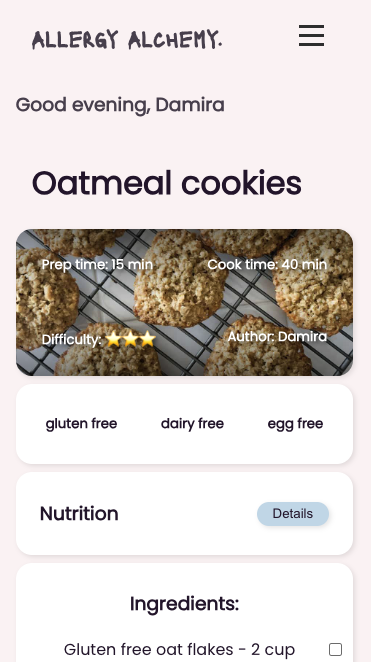 ALLERGY ALCHEMY.
Good evening, Damira
Oatmeal cookies
Prep time: 15 min Cook time: 40 min
Difficulty: ⭐⭐⭐ Author: Damira
gluten free dairy free egg free
Nutrition Details
Ingredients:
Gluten free oat flakes - 2 cup